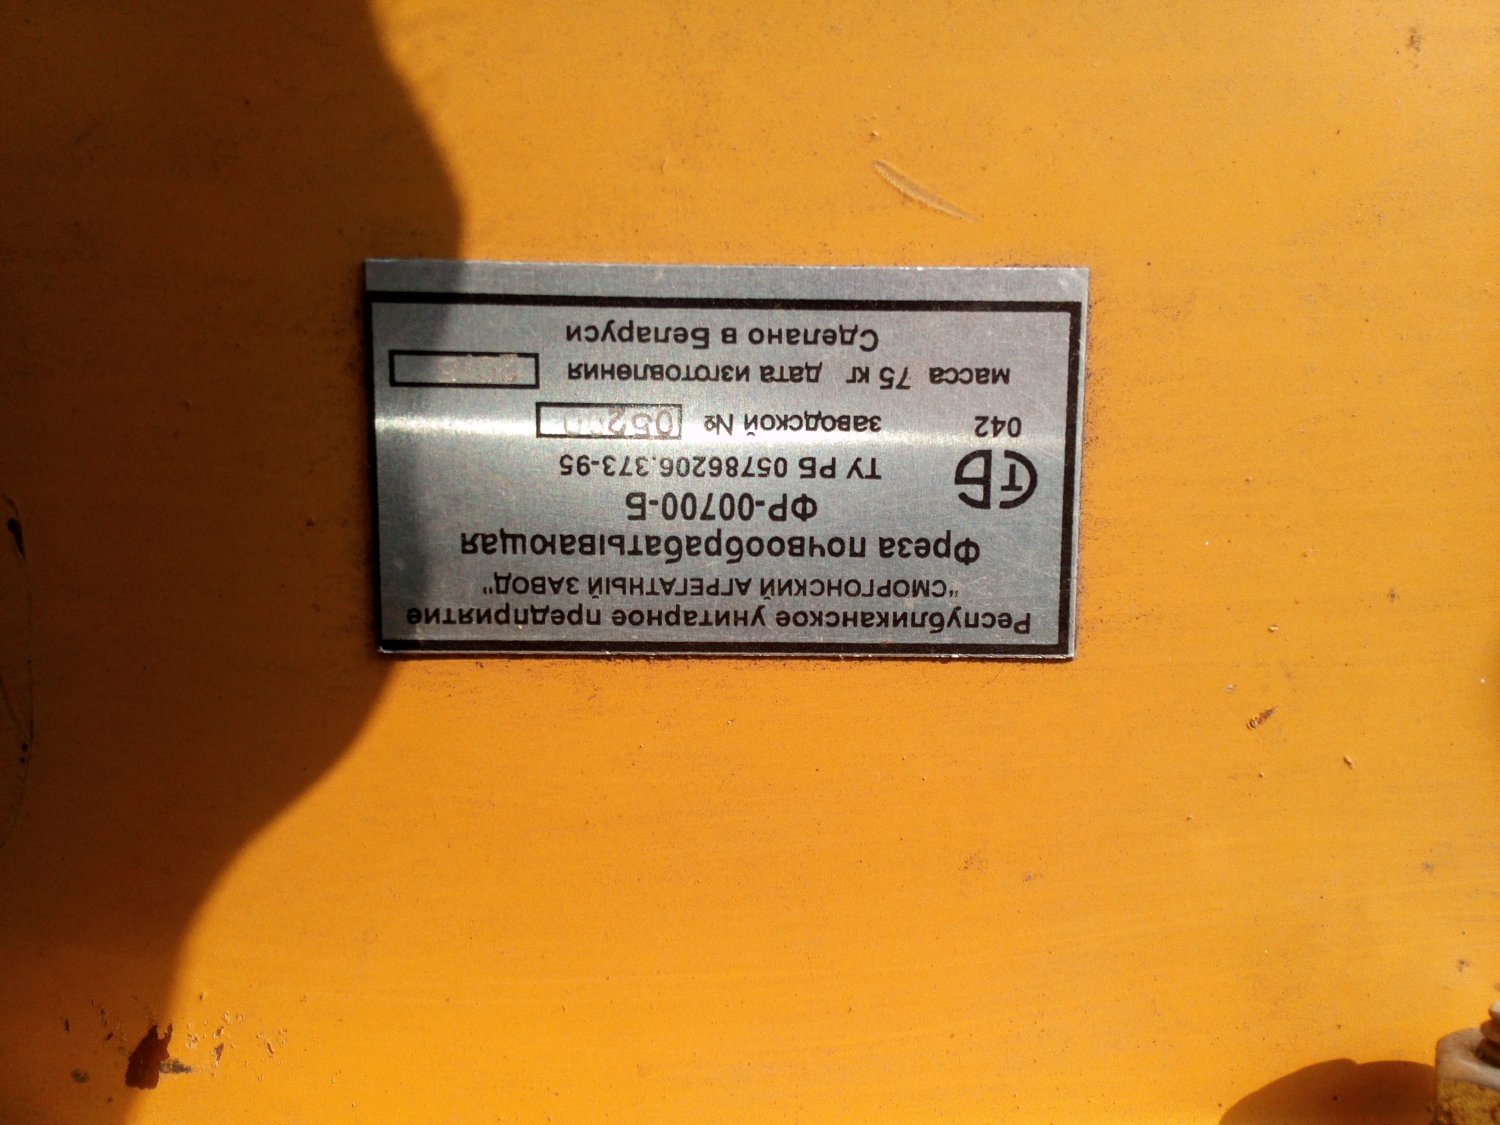 Республиканское унитарное предприятие
"СМОРГОНСКИЙ АГРЕГАТНЫЙ ЗАВОД"
Фреза почвообрабатывающая
ФР-00700-Б
СТБ ТУ РБ 05786206.373-95
042 заводской №
масса 75 кг дата изготовления
Сделано в Беларуси